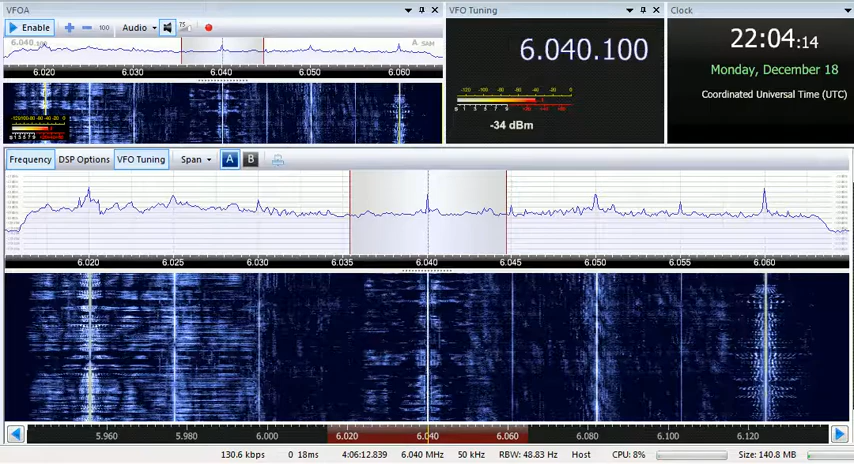 VFOA
Enable 100 Audio 75
6.040.100 A SAM
6.020 6.030 6.040 6.050 6.060
VFO Tuning
6.040.100
-34 dBm
Clock
22:04:14
Monday, December 18
Coordinated Universal Time (UTC)
Frequency DSP Options VFO Tuning Span A B
6.020 6.025 6.030 6.035 6.040 6.045 6.050 6.055 6.060
5.960 5.980 6.000 6.020 6.040 6.060 6.080 6.100 6.120
130.6 kbps 0 18ms 4:06:12.839 6.040 MHz 50 kHz RBW: 48.83 Hz Host CPU: 8% Size: 140.8 MB